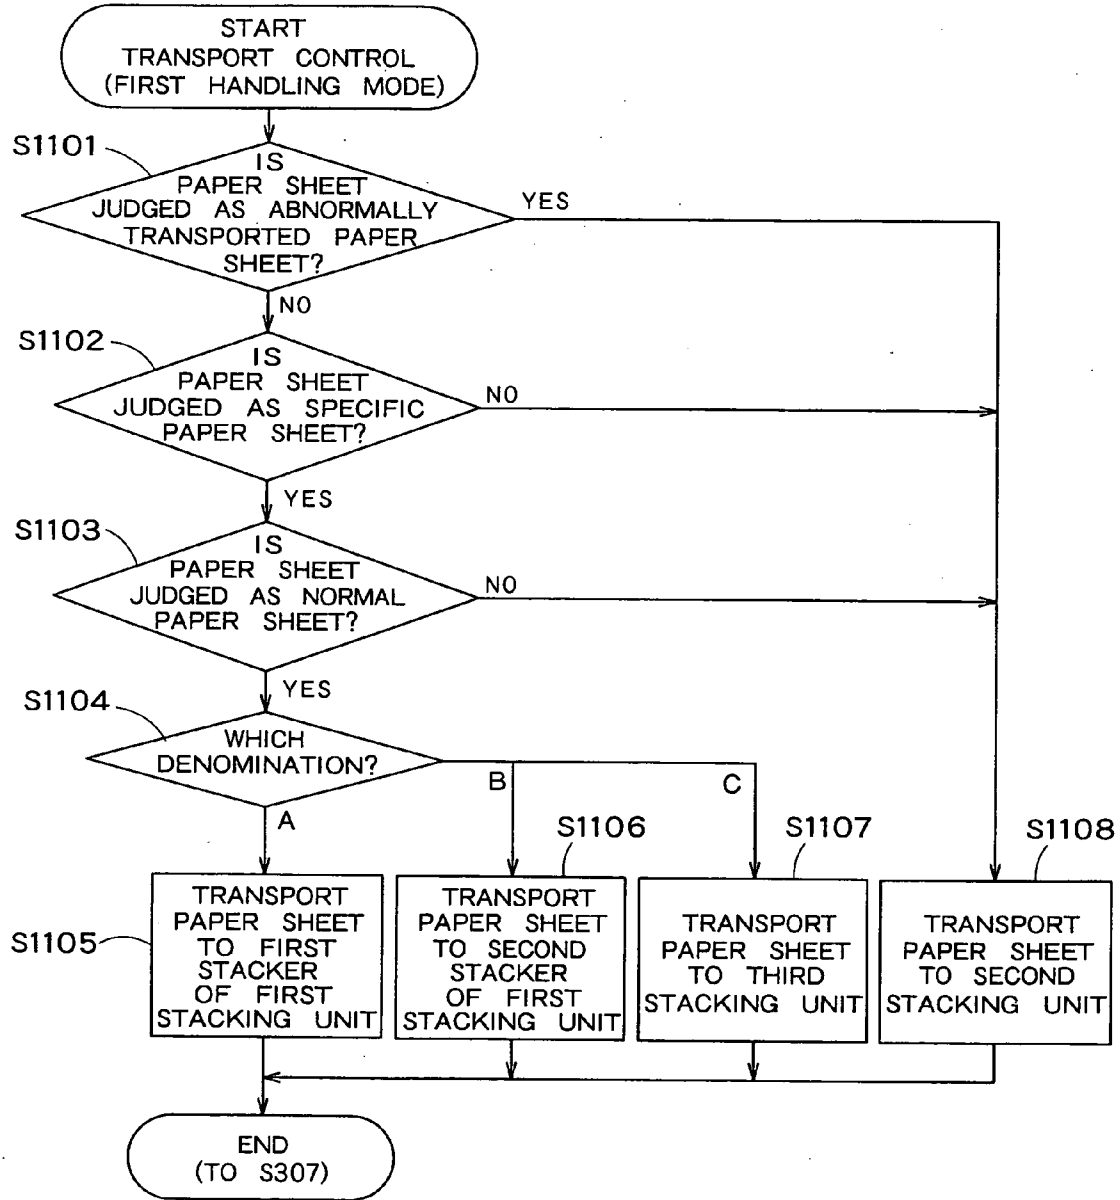 START
TRANSPORT CONTROL
(FIRST HANDLING MODE)
S1101
IS
PAPER SHEET
JUDGED AS ABNORMALLY
TRANSPORTED PAPER
SHEET?
YES
NO
S1102
IS
PAPER SHEET
JUDGED AS SPECIFIC
PAPER SHEET?
NO
YES
S1103
IS
PAPER SHEET
JUDGED AS NORMAL
PAPER SHEET?
NO
YES
S1104
WHICH
DENOMINATION?
A
B
C
S1105
TRANSPORT
PAPER SHEET
TO FIRST
STACKER
OF FIRST
STACKING UNIT
S1106
TRANSPORT
PAPER SHEET
TO SECOND
STACKER
OF FIRST
STACKING UNIT
S1107
TRANSPORT
PAPER SHEET
TO THIRD
STACKING UNIT
S1108
TRANSPORT
PAPER SHEET
TO SECOND
STACKING UNIT
END
(TO S307)